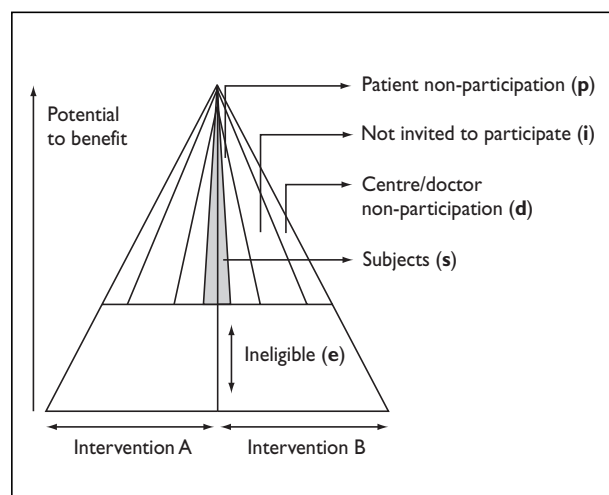 Potential
to benefit
Patient non-participation (p)
Not invited to participate (i)
Centre/doctor
non-participation (d)
Subjects (s)
Ineligible (e)
Intervention A
Intervention B